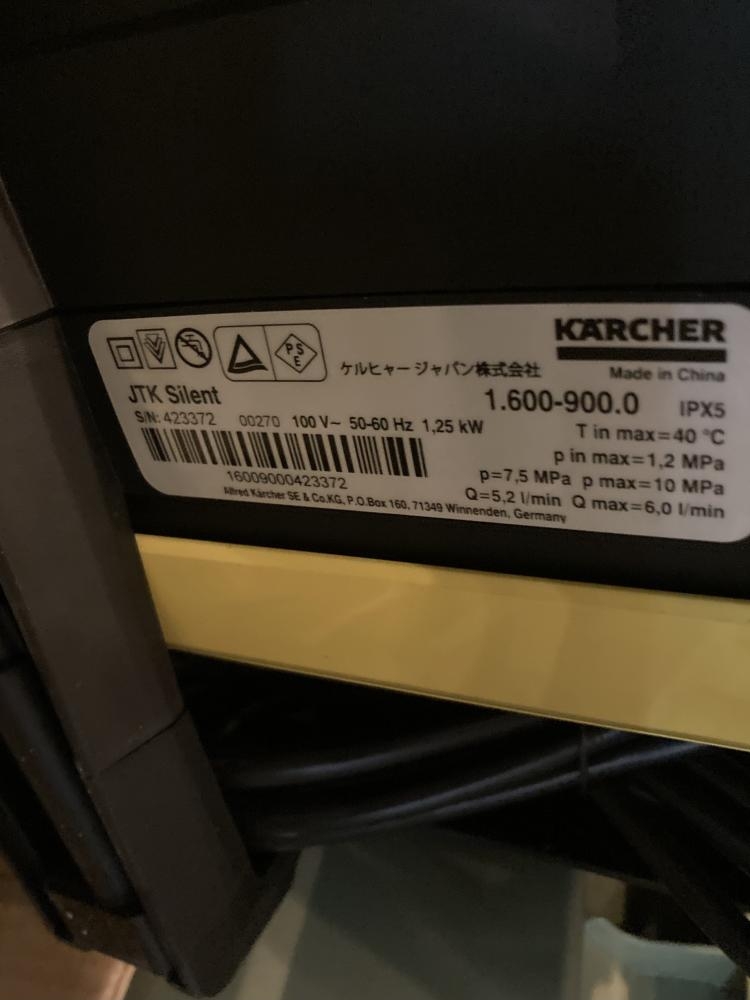 KÄRCHER
PS
E
ケルヒャー ジャパン株式会社
Made in China
JTK Silent
1.600-900.0 IPX5
S/N: 423372 00270 100 V~ 50-60 Hz 1,25 kW
T in max=40 °C
p in max=1,2 MPa
16009000423372
p=7,5 MPa p max=10 MPa
Q=5,2 l/min Q max=6,0 l/min
Alfred Kärcher SE & Co.KG, P.O.Box 160, 71349 Winnenden, Germany